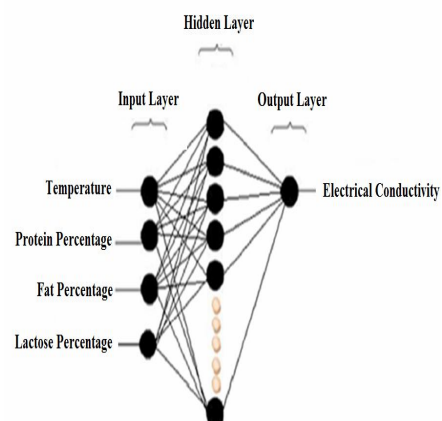 Hidden Layer
Input Layer
Output Layer
Temperature
Electrical Conductivity
Protein Percentage
Fat Percentage
Lactose Percentage